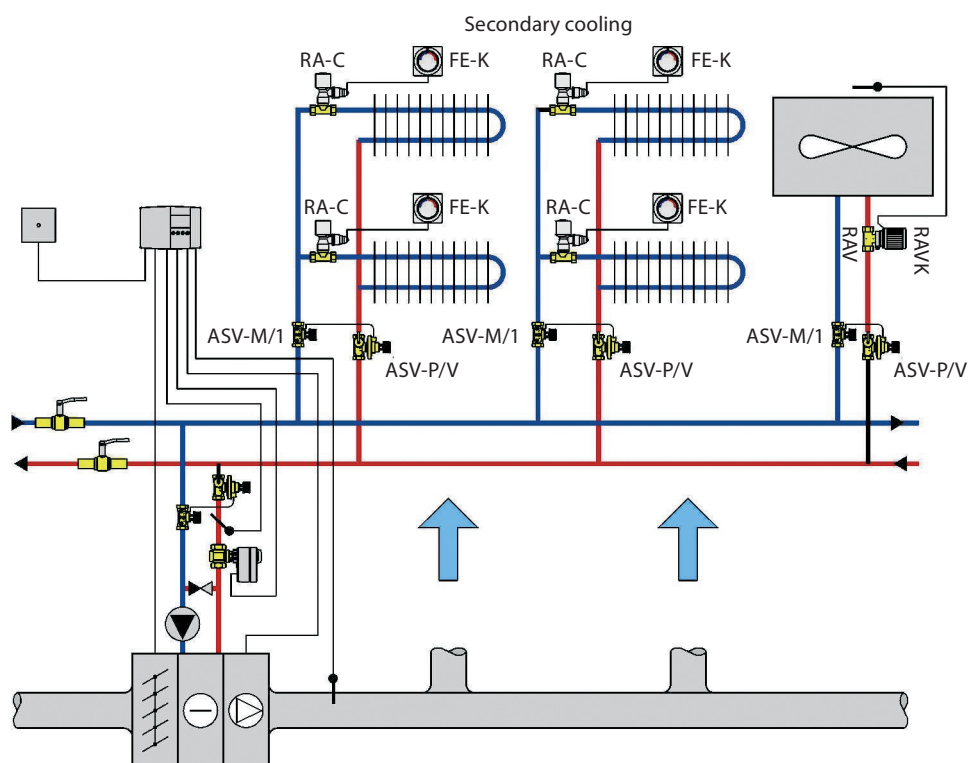 Secondary cooling
RA-C
FE-K
RA-C
FE-K
RA-C
FE-K
RA-C
FE-K
RAV
RAVK
ASV-M/1
ASV-P/V
ASV-M/1
ASV-P/V
ASV-M/1
ASV-P/V